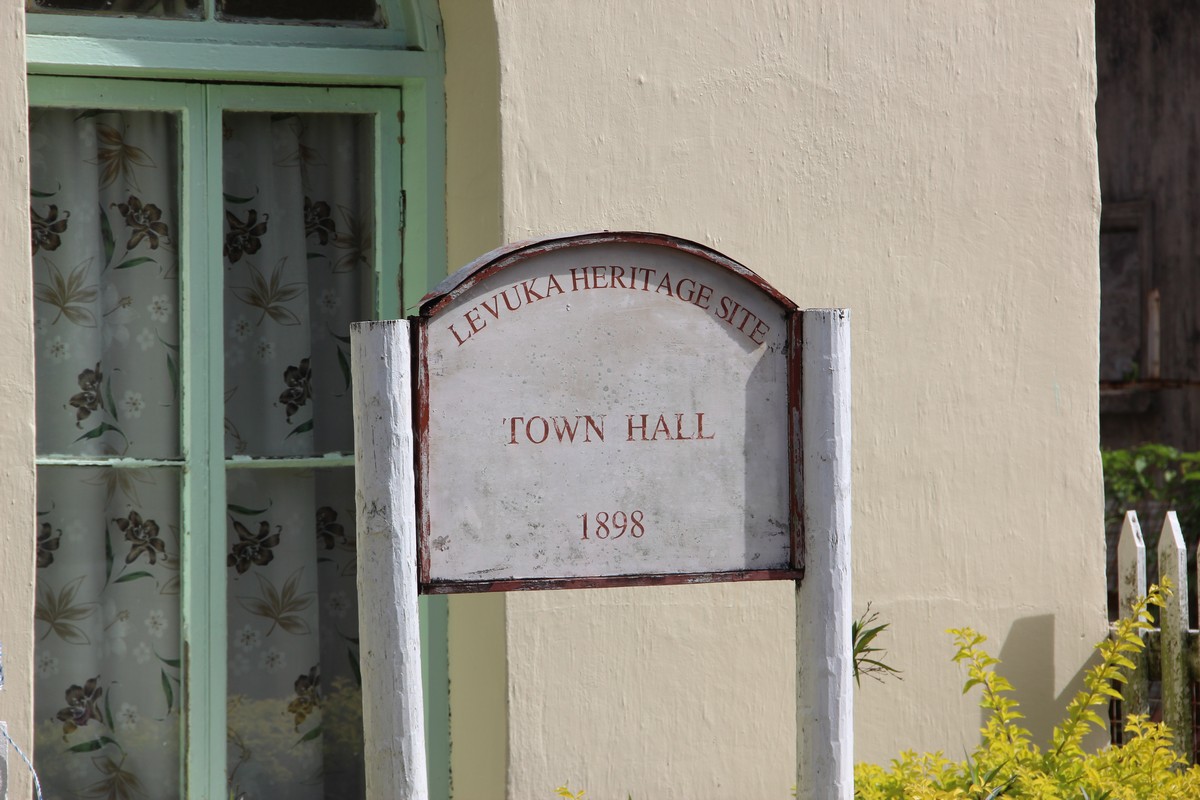 LEVUKA HERITAGE SITE
TOWN HALL
1898